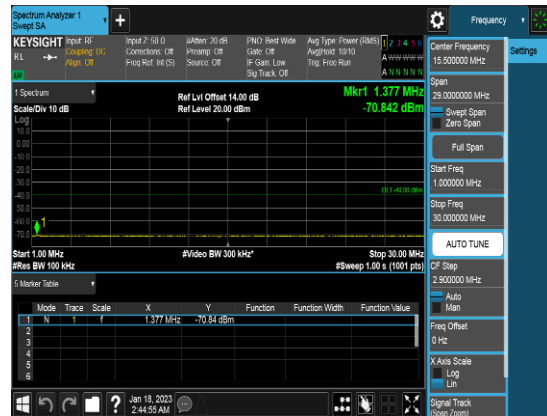 Spectrum Analyzer 1
Swept SA
Frequency
KEYSIGHT
Input: RF
Input Z: 50 Ω
#Atten: 20 dB
PNO: Best Wide
Avg Type: Power (RMS)
1 2 3 4 5 6
RL
Coupling: DC
Corrections: Off
Preamp: Off
Gate: Off
Avg|Hold: 10/10
A W W W W W
Align: Off
Freq Ref: Int (S)
Source: Off
IF Gain: Low
Trig: Free Run
Sig Track: Off
A N N N N N
Center Frequency
15.500000 MHz
Settings
1 Spectrum
Ref Lvl Offset 14.00 dB
Mkr1 1.377 MHz
Scale/Div 10 dB
Ref Level 20.00 dBm
-70.842 dBm
Span
29.0000000 MHz
Swept Span
Zero Span
Full Span
Log
10.0
0.00
-10.0
-20.0
-30.0
-40.0
-50.0
-60.0
-70.0
DL1 -40.00 dBm
1
Start Freq
1.000000 MHz
Stop Freq
30.000000 MHz
AUTO TUNE
Start 1.00 MHz
#Video BW 300 kHz*
Stop 30.00 MHz
#Res BW 100 kHz
#Sweep 1.00 s (1001 pts)
CF Step
2.900000 MHz
Auto
Man
5 Marker Table
Mode Trace Scale X Y Function Function Width Function Value
1 N 1 f 1.377 MHz -70.84 dBm
2
3
4
5
6
Freq Offset
0 Hz
X Axis Scale
Log
Lin
Signal Track
(Span Zoom)
?
Jan 18, 2023
2:44:55 AM